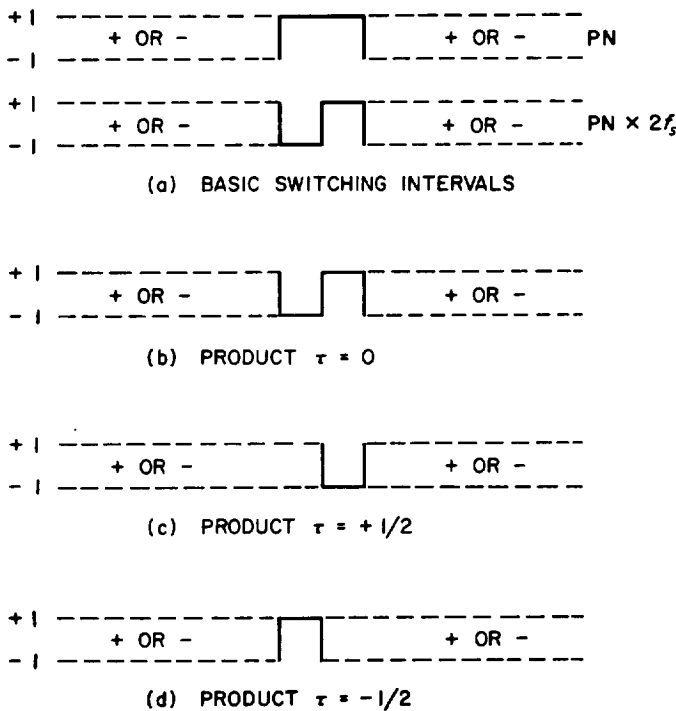 +1
+ OR - + OR - PN
-1
+1
+ OR - + OR - PN × 2fₛ
-1
(a) BASIC SWITCHING INTERVALS
+1
+ OR - + OR -
-1
(b) PRODUCT τ = 0
+1
+ OR - + OR -
-1
(c) PRODUCT τ = + 1/2
+1
+ OR - + OR -
-1
(d) PRODUCT τ = -1/2